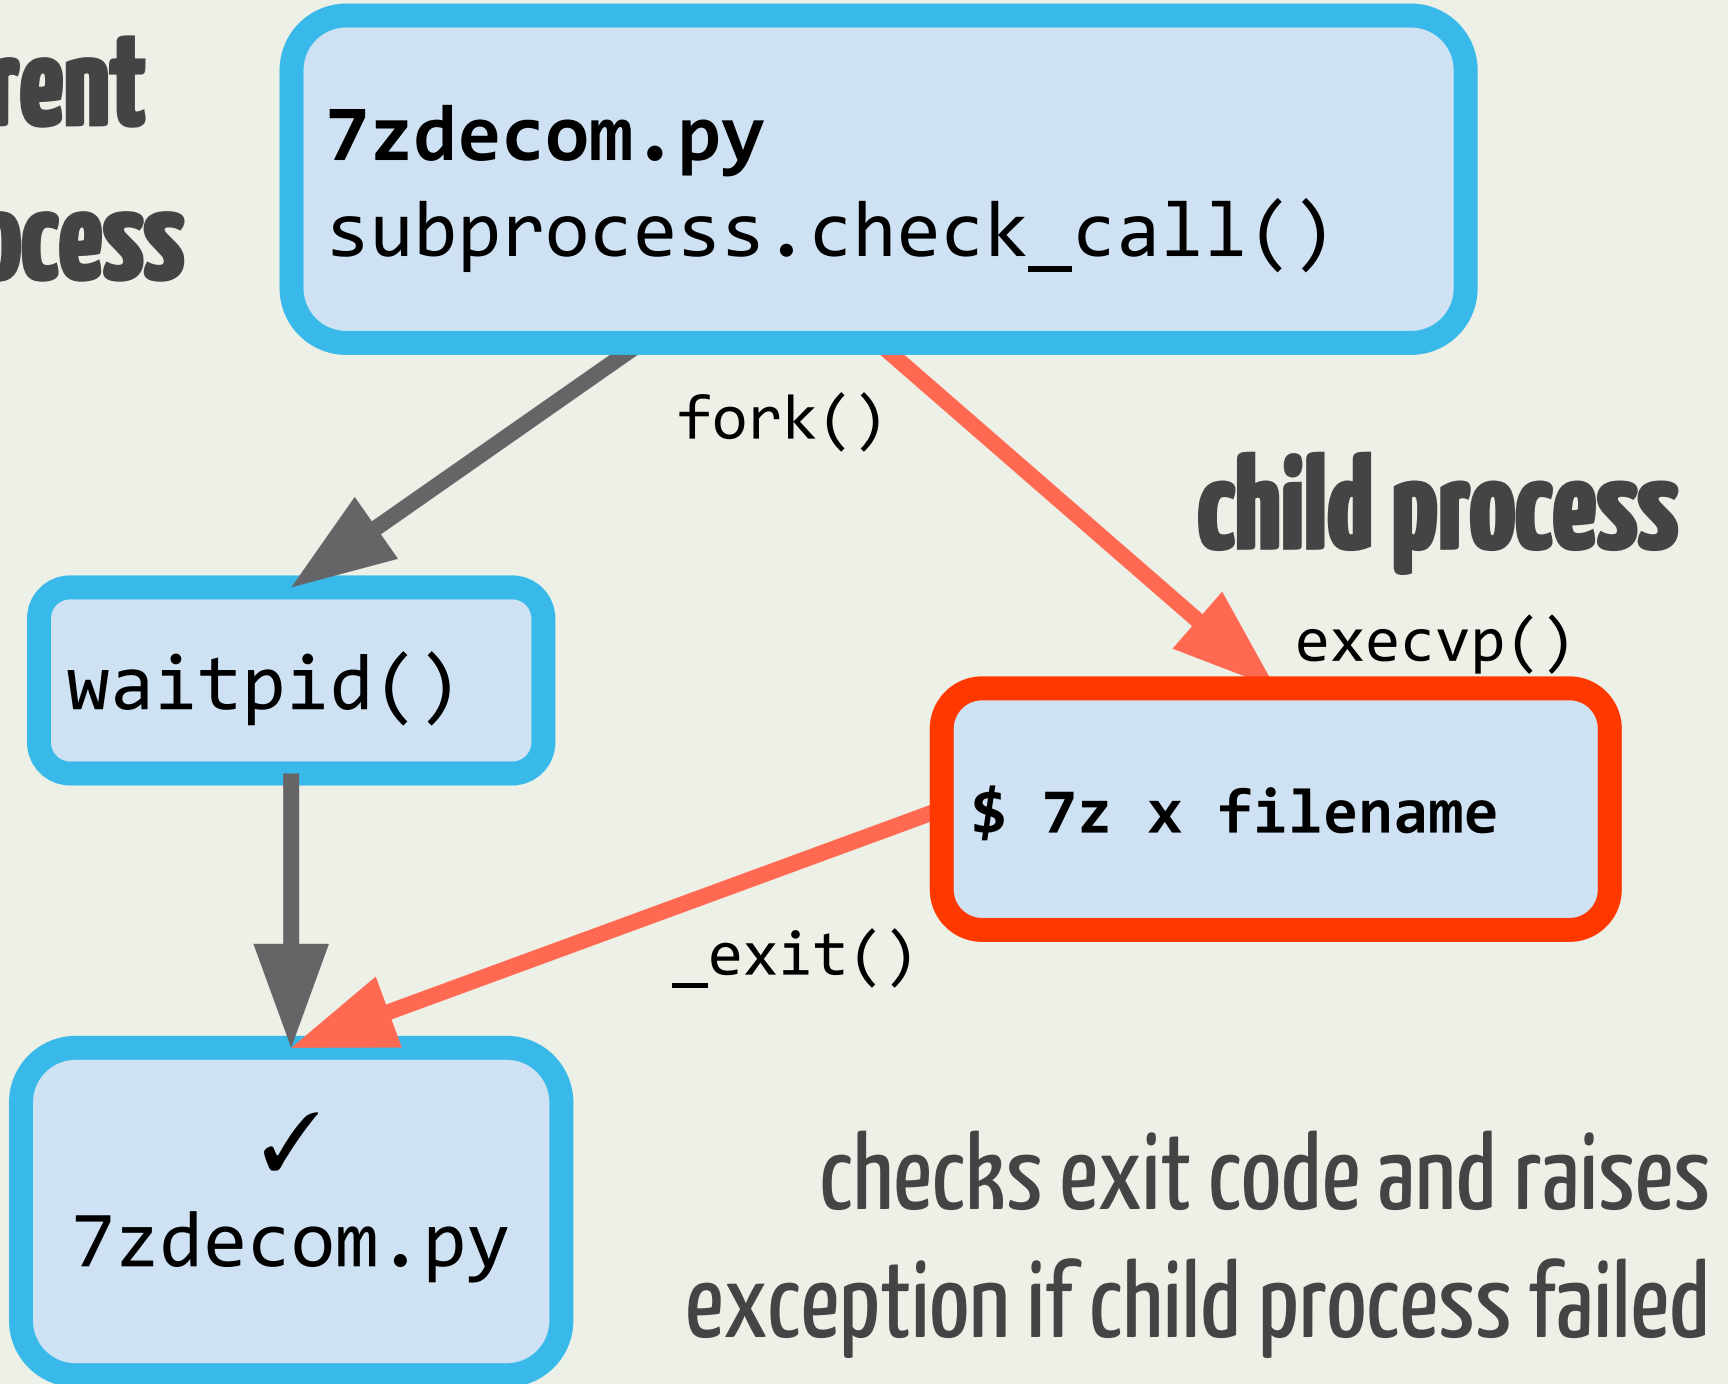 rent
ocess
7zdecom.py
subprocess.check_call()
fork()
child process
execvp()
waitpid()
$ 7z x filename
_exit()
✓
7zdecom.py
checks exit code and raises
exception if child process failed